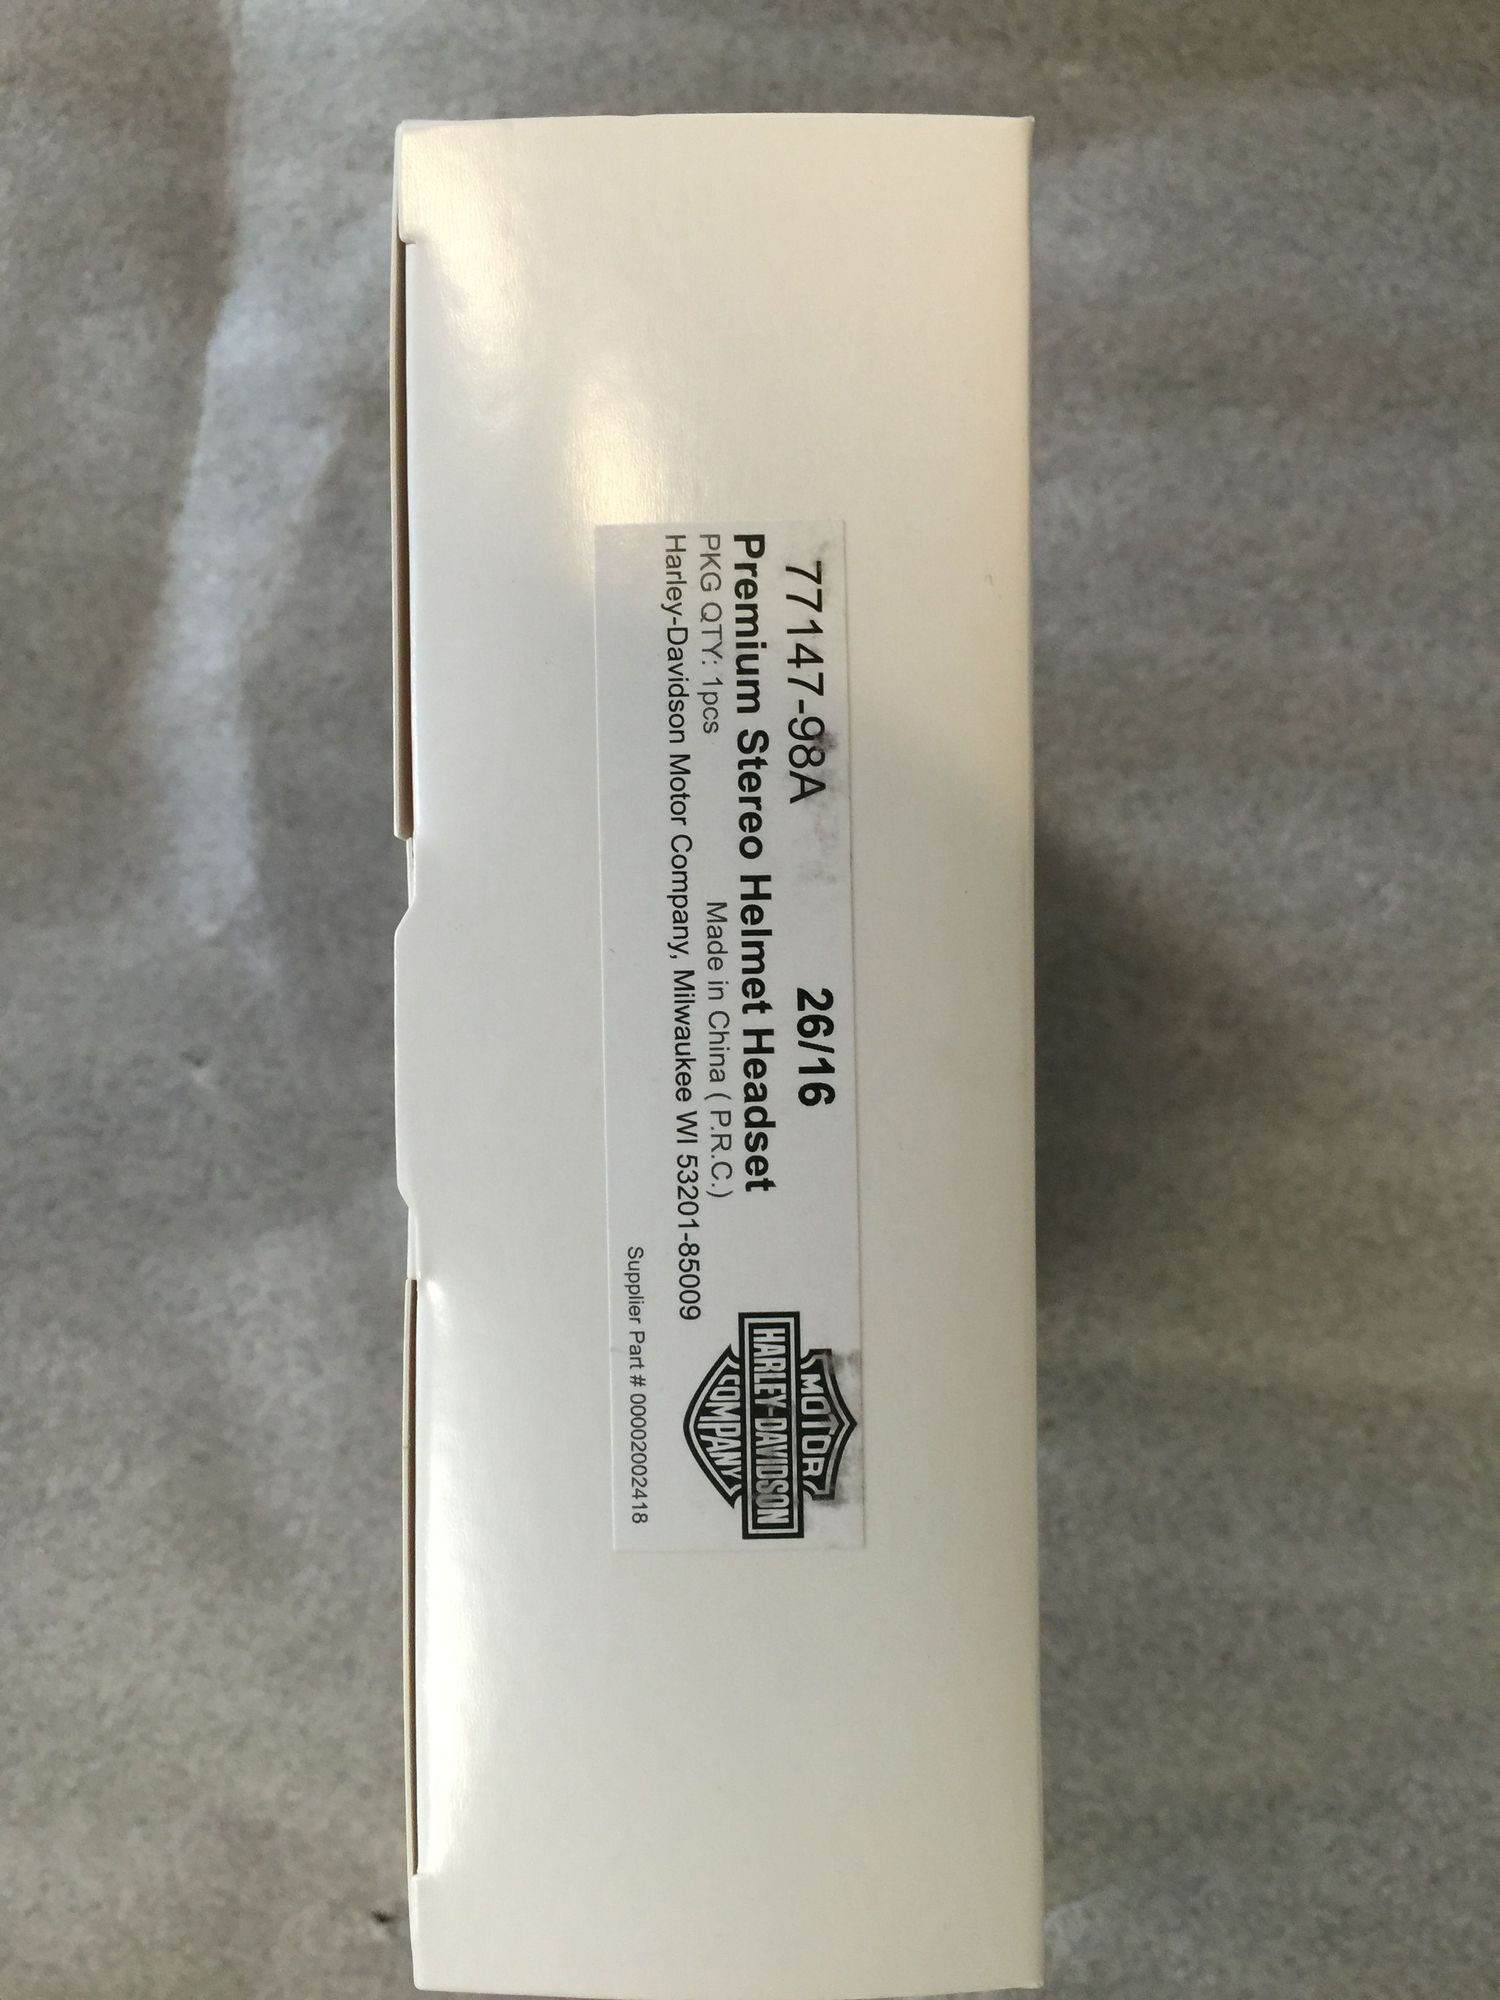 77147-98A 26/16
Premium Stereo Helmet Headset
PKG QTY: 1pcs Made in China ( P.R.C.)
Harley-Davidson Motor Company, Milwaukee WI 53201-85009
MOTOR
HARLEY-DAVIDSON
COMPANY
Supplier Part # 00002002418